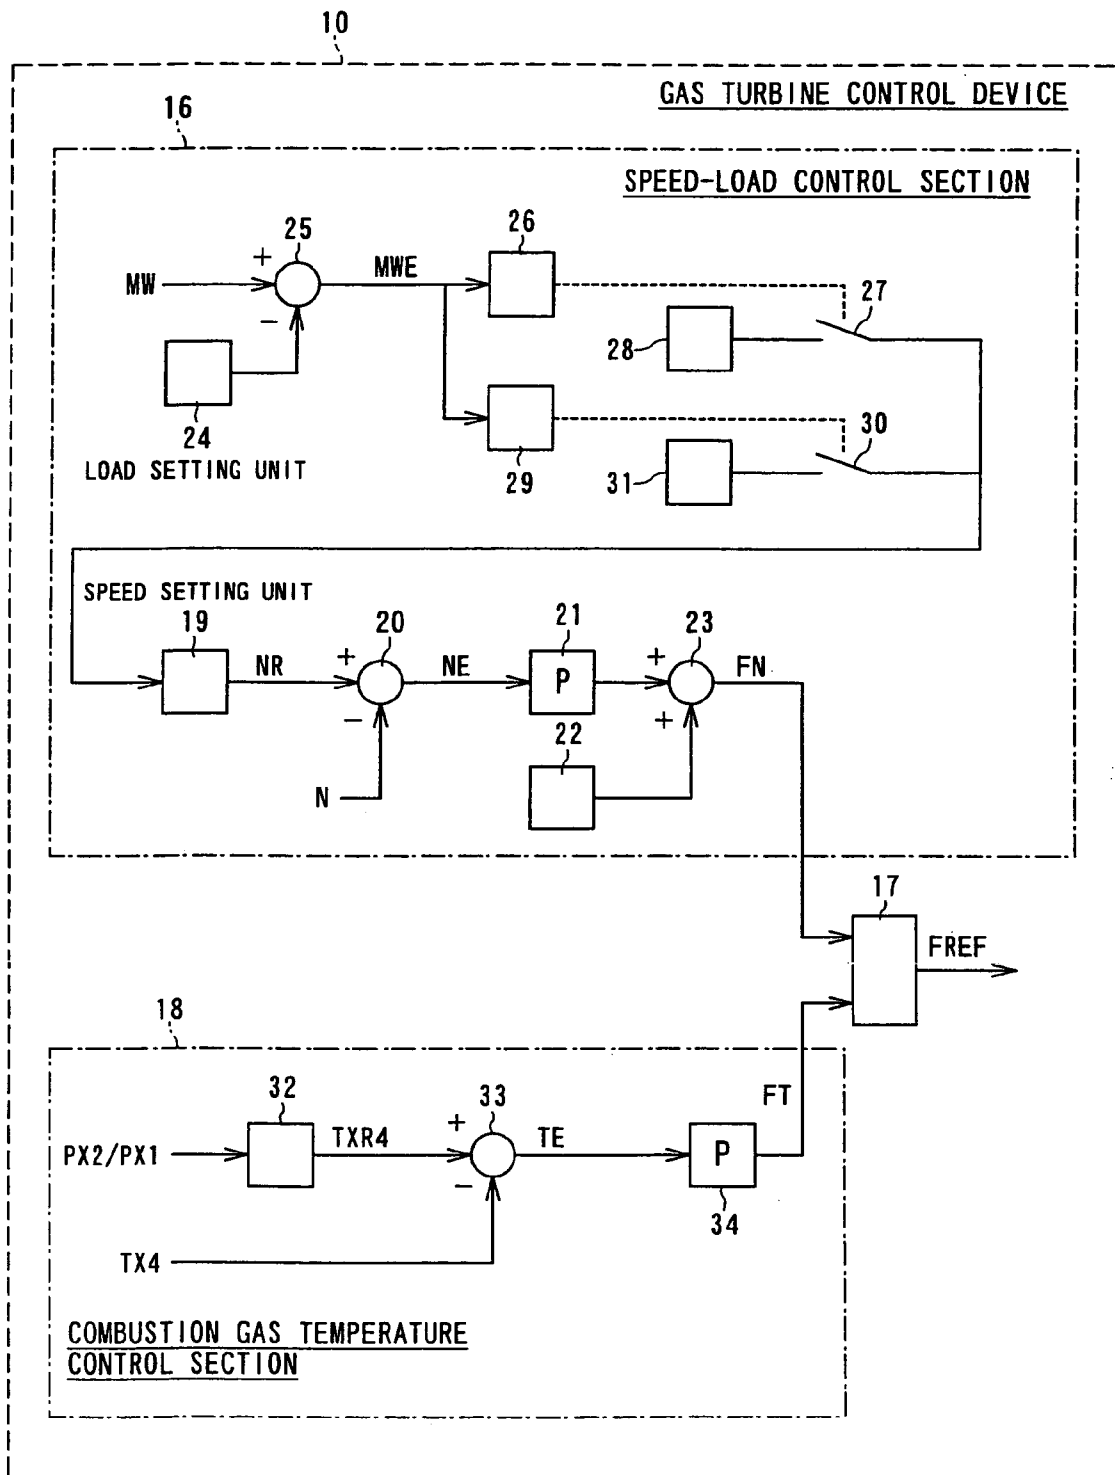 10
GAS TURBINE CONTROL DEVICE
16
SPEED-LOAD CONTROL SECTION
25
26
+
MW
MWE
27
−
28
24
30
LOAD SETTING UNIT
29
31
SPEED SETTING UNIT
19
20
21
23
NR
+
NE
P
+
FN
−
+
22
N
17
FREF
18
32
33
FT
+
PX2/PX1
TXR4
TE
P
−
34
TX4
COMBUSTION GAS TEMPERATURE
CONTROL SECTION